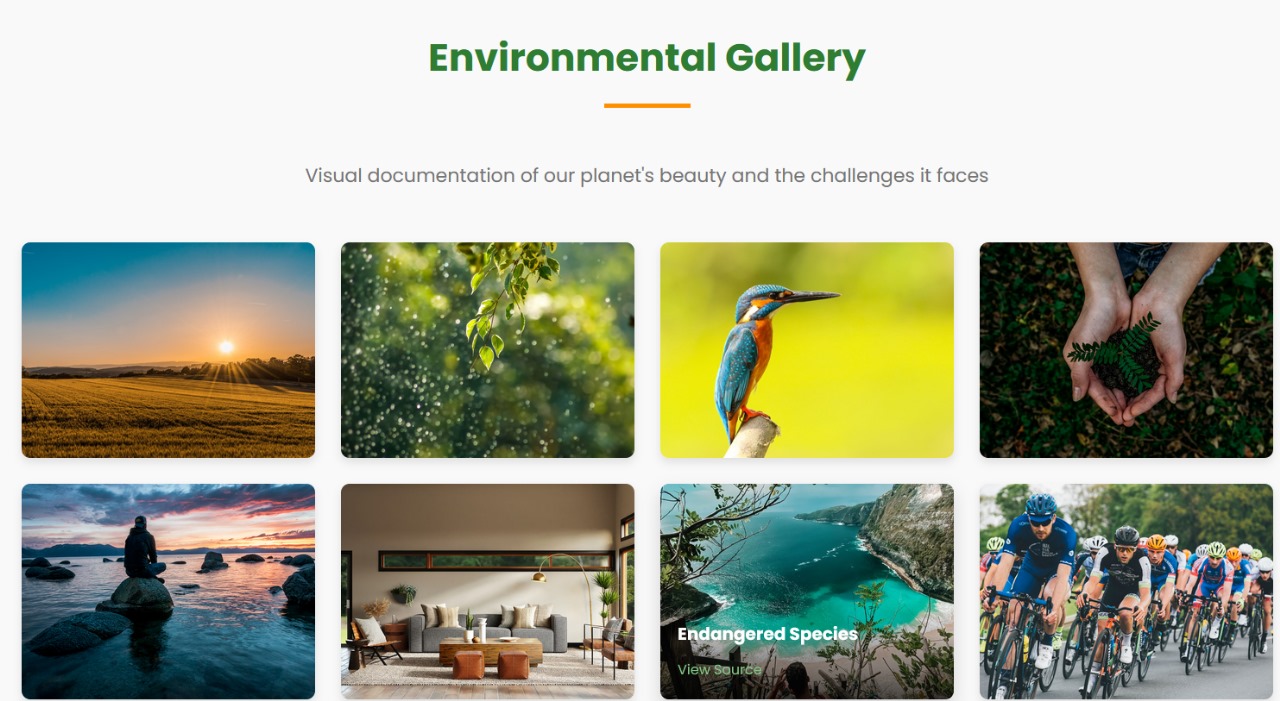 Environmental Gallery
Visual documentation of our planet's beauty and the challenges it faces
Endangered Species
View Source